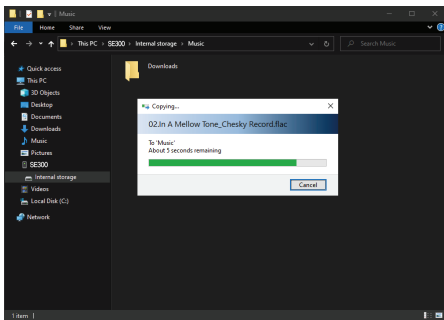 Music
File Home Share View
This PC > SE300 > Internal storage > Music
Search Music
Quick access
This PC
3D Objects
Desktop
Documents
Downloads
Music
Pictures
SE300
Internal storage
Videos
Local Disk (C:)
Network
Downloads
Copying...
02.In A Mellow Tone_Chesky Record.flac
To 'Music'
About 5 seconds remaining
Cancel
1 item